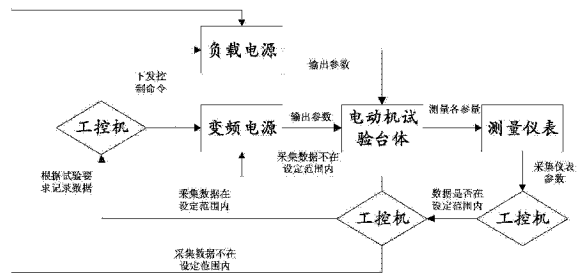 负载电源
下发控
制命令
输出参数
工控机
变频电源
输出参数
电动机试
验台体
测量各参量
测量仪表
采集数据不在
设定范围内
根据试验要
求记录数据
采集仪表
参数
采集数据在
设定范围内
数据是否在
设定范围内
工控机
工控机
采集数据不在
设定范围内